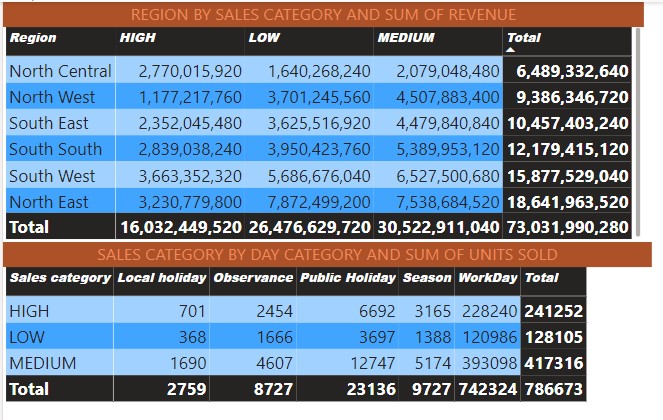 REGION BY SALES CATEGORY AND SUM OF REVENUE
Region HIGH LOW MEDIUM Total
North Central 2,770,015,920 1,640,268,240 2,079,048,480 6,489,332,640
North West 1,177,217,760 3,701,245,560 4,507,883,400 9,386,346,720
South East 2,352,045,480 3,625,516,920 4,479,840,840 10,457,403,240
South South 2,839,038,240 3,950,423,760 5,389,953,120 12,179,415,120
South West 3,663,352,320 5,686,676,040 6,527,500,680 15,877,529,040
North East 3,230,779,800 7,872,499,200 7,538,684,520 18,641,963,520
Total 16,032,449,520 26,476,629,720 30,522,911,040 73,031,990,280
SALES CATEGORY BY DAY CATEGORY AND SUM OF UNITS SOLD
Sales category Local holiday Observance Public Holiday Season WorkDay Total
HIGH 701 2454 6692 3165 228240 241252
LOW 368 1666 3697 1388 120986 128105
MEDIUM 1690 4607 12747 5174 393098 417316
Total 2759 8727 23136 9727 742324 786673